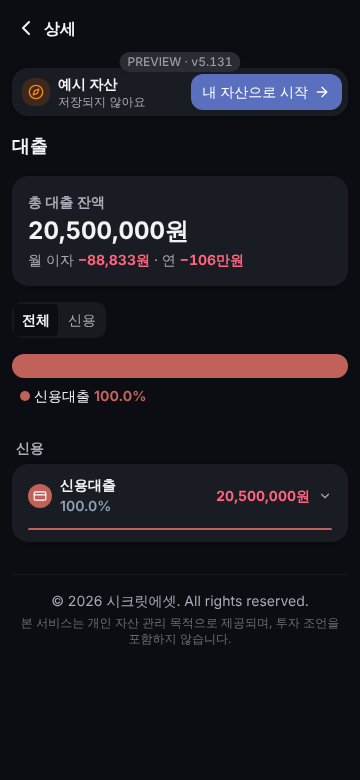 상세
PREVIEW · v5.131
예시 자산
저장되지 않아요
내 자산으로 시작
대출
총 대출 잔액
20,500,000원
월 이자 −88,833원 · 연 −106만원
전체 신용
신용대출 100.0%
신용
신용대출
20,500,000원
100.0%
© 2026 시크릿에셋. All rights reserved.
본 서비스는 개인 자산 관리 목적으로 제공되며, 투자 조언을
포함하지 않습니다.